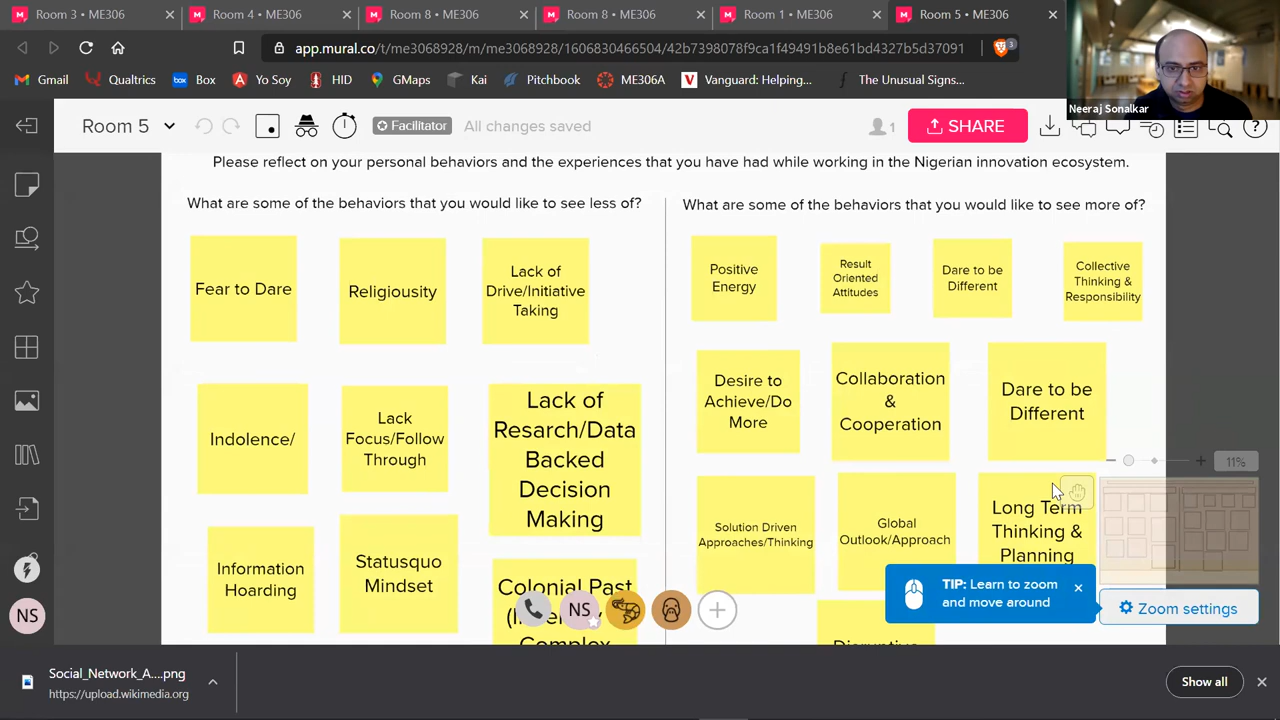 Room 3 • ME306
Room 4 • ME306
Room 8 • ME306
Room 8 • ME306
Room 1 • ME306
Room 5 • ME306
app.mural.co/t/me3068928/m/me3068928/1606830466504/42b7398078f9ca1f49491b8e61bd4327b5d37091
3
Gmail
Qualtrics
Box
Yo Soy
HID
GMaps
Kai
Pitchbook
ME306A
Vanguard: Helping...
The Unusual Signs...
Neeraj Sonalkar
Room 5
Facilitator
All changes saved
1
SHARE
Please reflect on your personal behaviors and the experiences that you have had while working in the Nigerian innovation ecosystem.
What are some of the behaviors that you would like to see less of?
Fear to Dare
Religiousity
Lack of
Drive/Initiative
Taking
Indolence/
Lack
Focus/Follow
Through
Lack of
Resarch/Data
Backed
Decision
Making
Information
Hoarding
Statusquo
Mindset
Colonial Past
Complex
What are some of the behaviors that you would like to see more of?
Positive
Energy
Result
Oriented
Attitudes
Dare to be
Different
Collective
Thinking &
Responsibility
Desire to
Achieve/Do
More
Collaboration
&
Cooperation
Dare to be
Different
Solution Driven
Approaches/Thinking
Global
Outlook/Approach
Long Term
Thinking &
Planning
Disruptive
11%
TIP: Learn to zoom
and move around
Zoom settings
NS
NS
Social_Network_A....png
https://upload.wikimedia.org
Show all